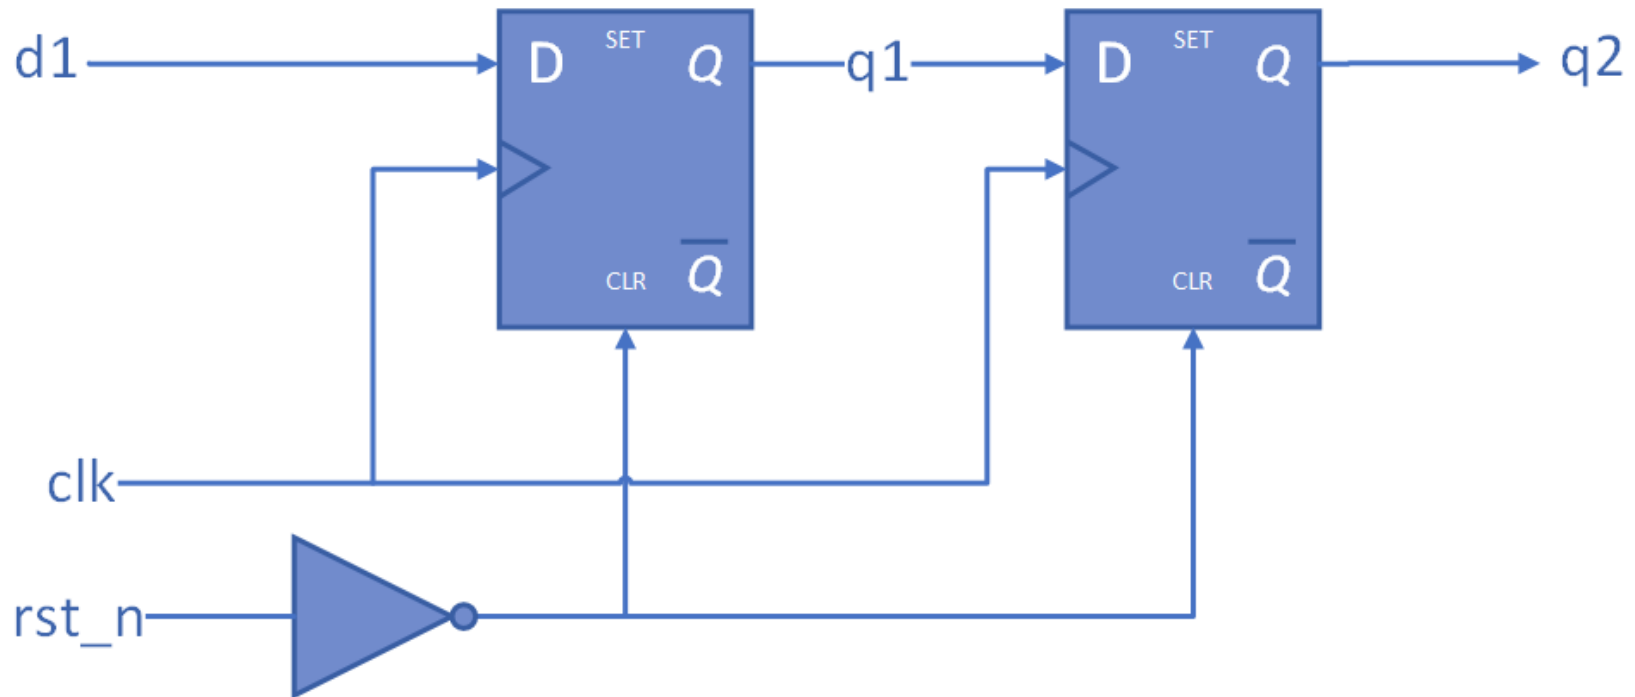 d1
D SET Q
q1
D SET Q
q2
CLR Q
CLR Q
clk
rst_n